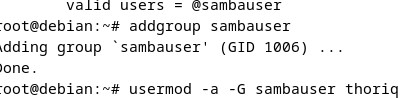 valid users = @sambauser
root@debian:~# addgroup sambauser
Adding group `sambauser' (GID 1006) ...
Done.
root@debian:~# usermod -a -G sambauser thoriq